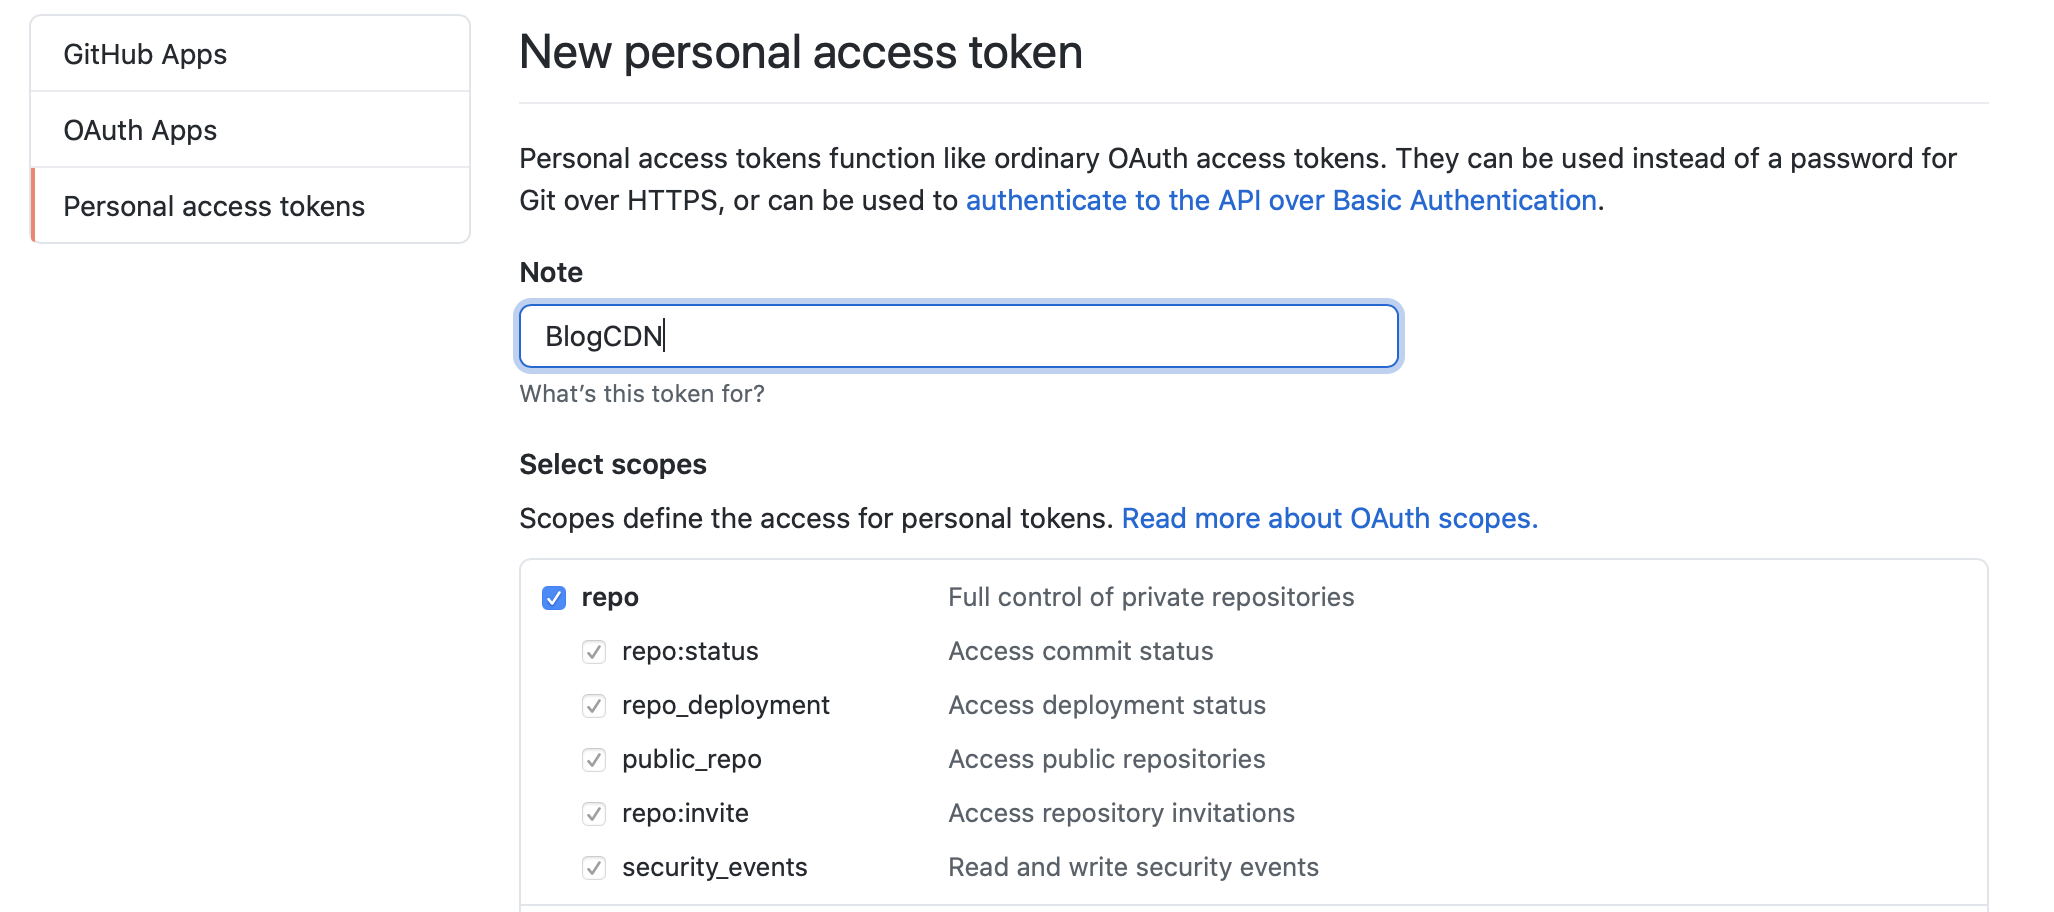 GitHub Apps
OAuth Apps
Personal access tokens
New personal access token
Personal access tokens function like ordinary OAuth access tokens. They can be used instead of a password for
Git over HTTPS, or can be used to authenticate to the API over Basic Authentication.
Note
BlogCDN
What's this token for?
Select scopes
Scopes define the access for personal tokens. Read more about OAuth scopes.
repo Full control of private repositories
repo:status Access commit status
repo_deployment Access deployment status
public_repo Access public repositories
repo:invite Access repository invitations
security_events Read and write security events